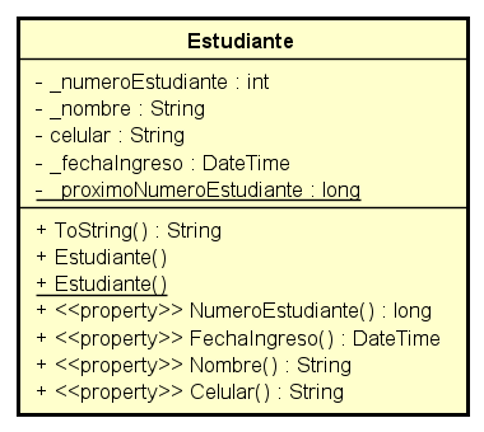 Estudiante
- _numeroEstudiante : int
- _nombre : String
- celular : String
- _fechaIngreso : DateTime
- _proximoNumeroEstudiante : long
+ ToString() : String
+ Estudiante()
+ Estudiante()
+ <<property>> NumeroEstudiante() : long
+ <<property>> FechaIngreso() : DateTime
+ <<property>> Nombre() : String
+ <<property>> Celular() : String